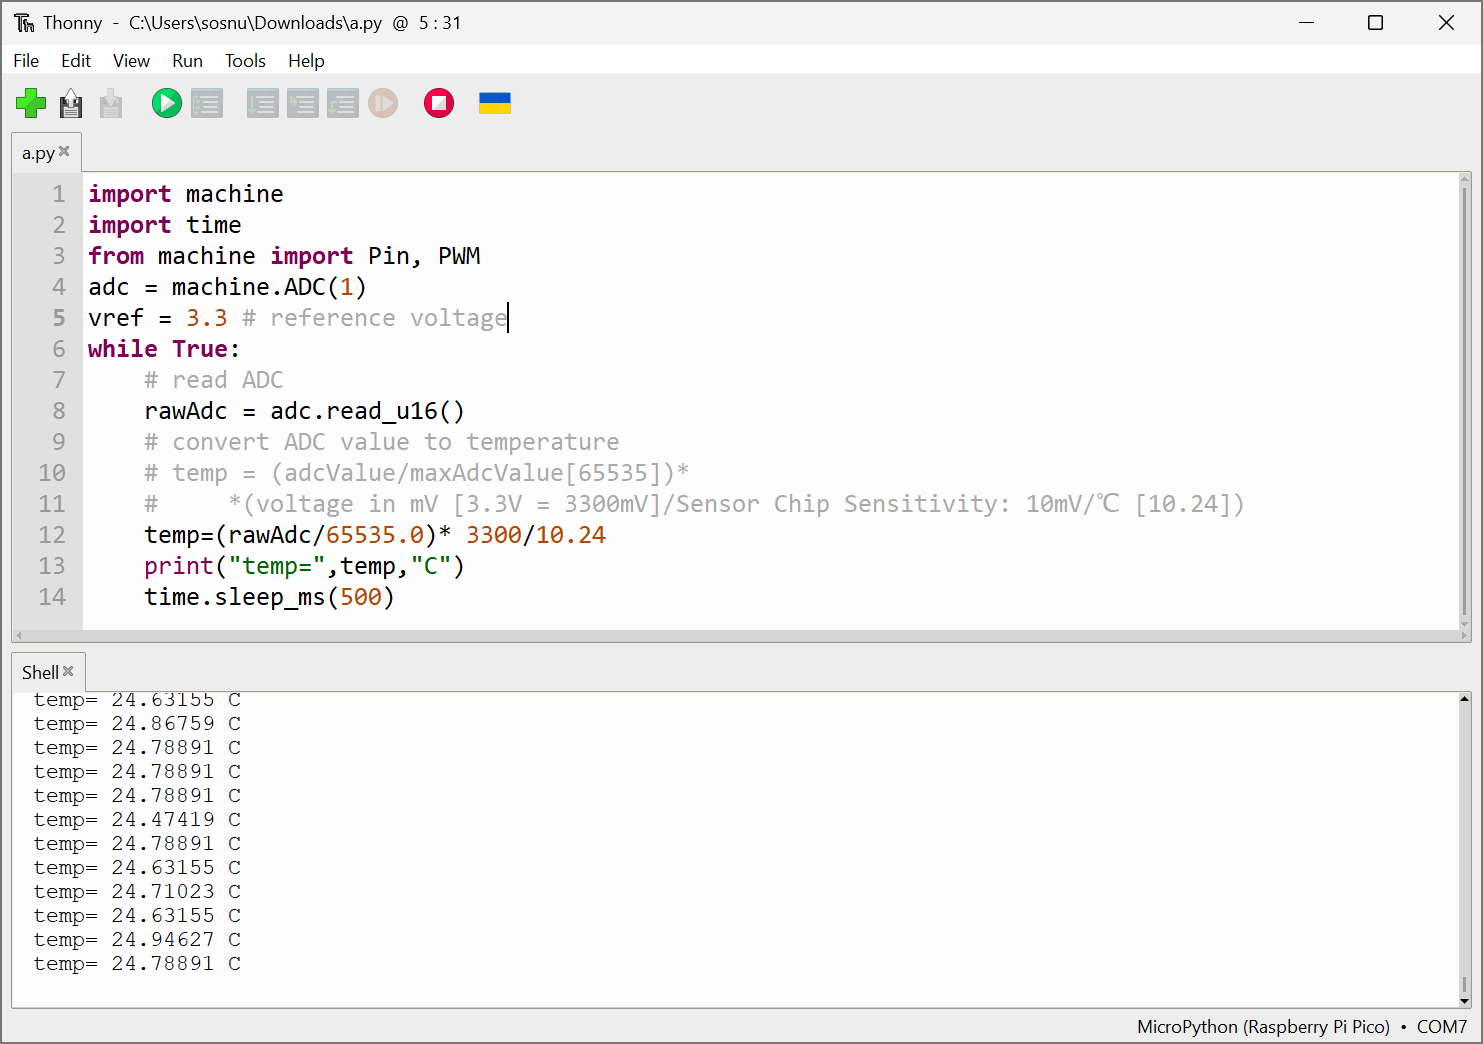 Thonny - C:\Users\sosnu\Downloads\a.py @ 5 : 31
File Edit View Run Tools Help
a.py
1 import machine
2 import time
3 from machine import Pin, PWM
4 adc = machine.ADC(1)
5 vref = 3.3 # reference voltage
6 while True:
7     # read ADC
8     rawAdc = adc.read_u16()
9     # convert ADC value to temperature
10     # temp = (adcValue/maxAdcValue[65535])*
11     #     *(voltage in mV [3.3V = 3300mV]/Sensor Chip Sensitivity: 10mV/℃ [10.24])
12     temp=(rawAdc/65535.0)* 3300/10.24
13     print("temp=",temp,"C")
14     time.sleep_ms(500)
Shell
temp= 24.63155 C
temp= 24.86759 C
temp= 24.78891 C
temp= 24.78891 C
temp= 24.78891 C
temp= 24.47419 C
temp= 24.78891 C
temp= 24.63155 C
temp= 24.71023 C
temp= 24.63155 C
temp= 24.94627 C
temp= 24.78891 C
MicroPython (Raspberry Pi Pico) • COM7